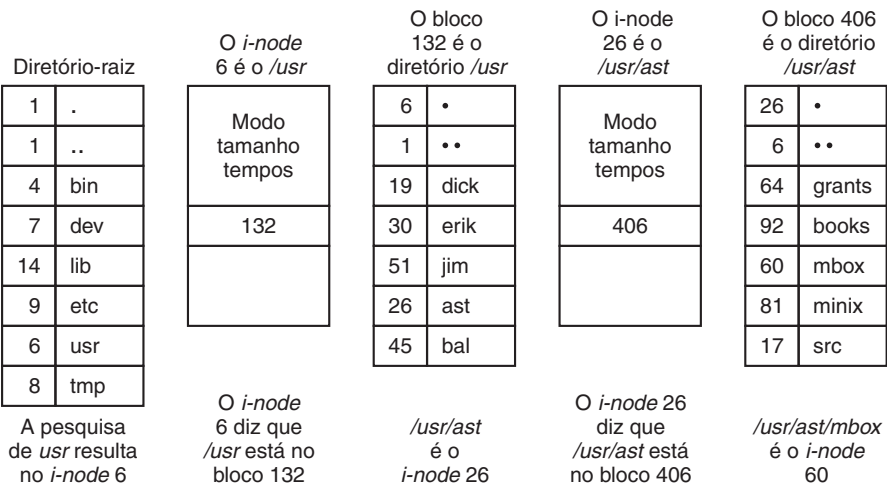 Diretório-raiz
1 .
1 ..
4 bin
7 dev
14 lib
9 etc
6 usr
8 tmp
A pesquisa
de usr resulta
no i-node 6
O i-node
6 é o /usr
Modo
tamanho
tempos
132
O i-node
6 diz que
/usr está no
bloco 132
O bloco
132 é o
diretório /usr
6 •
1 ••
19 dick
30 erik
51 jim
26 ast
45 bal
/usr/ast
é o
i-node 26
O i-node
26 é o
/usr/ast
Modo
tamanho
tempos
406
O i-node 26
diz que
/usr/ast está
no bloco 406
O bloco 406
é o diretório
/usr/ast
26 •
6 ••
64 grants
92 books
60 mbox
81 minix
17 src
/usr/ast/mbox
é o i-node
60